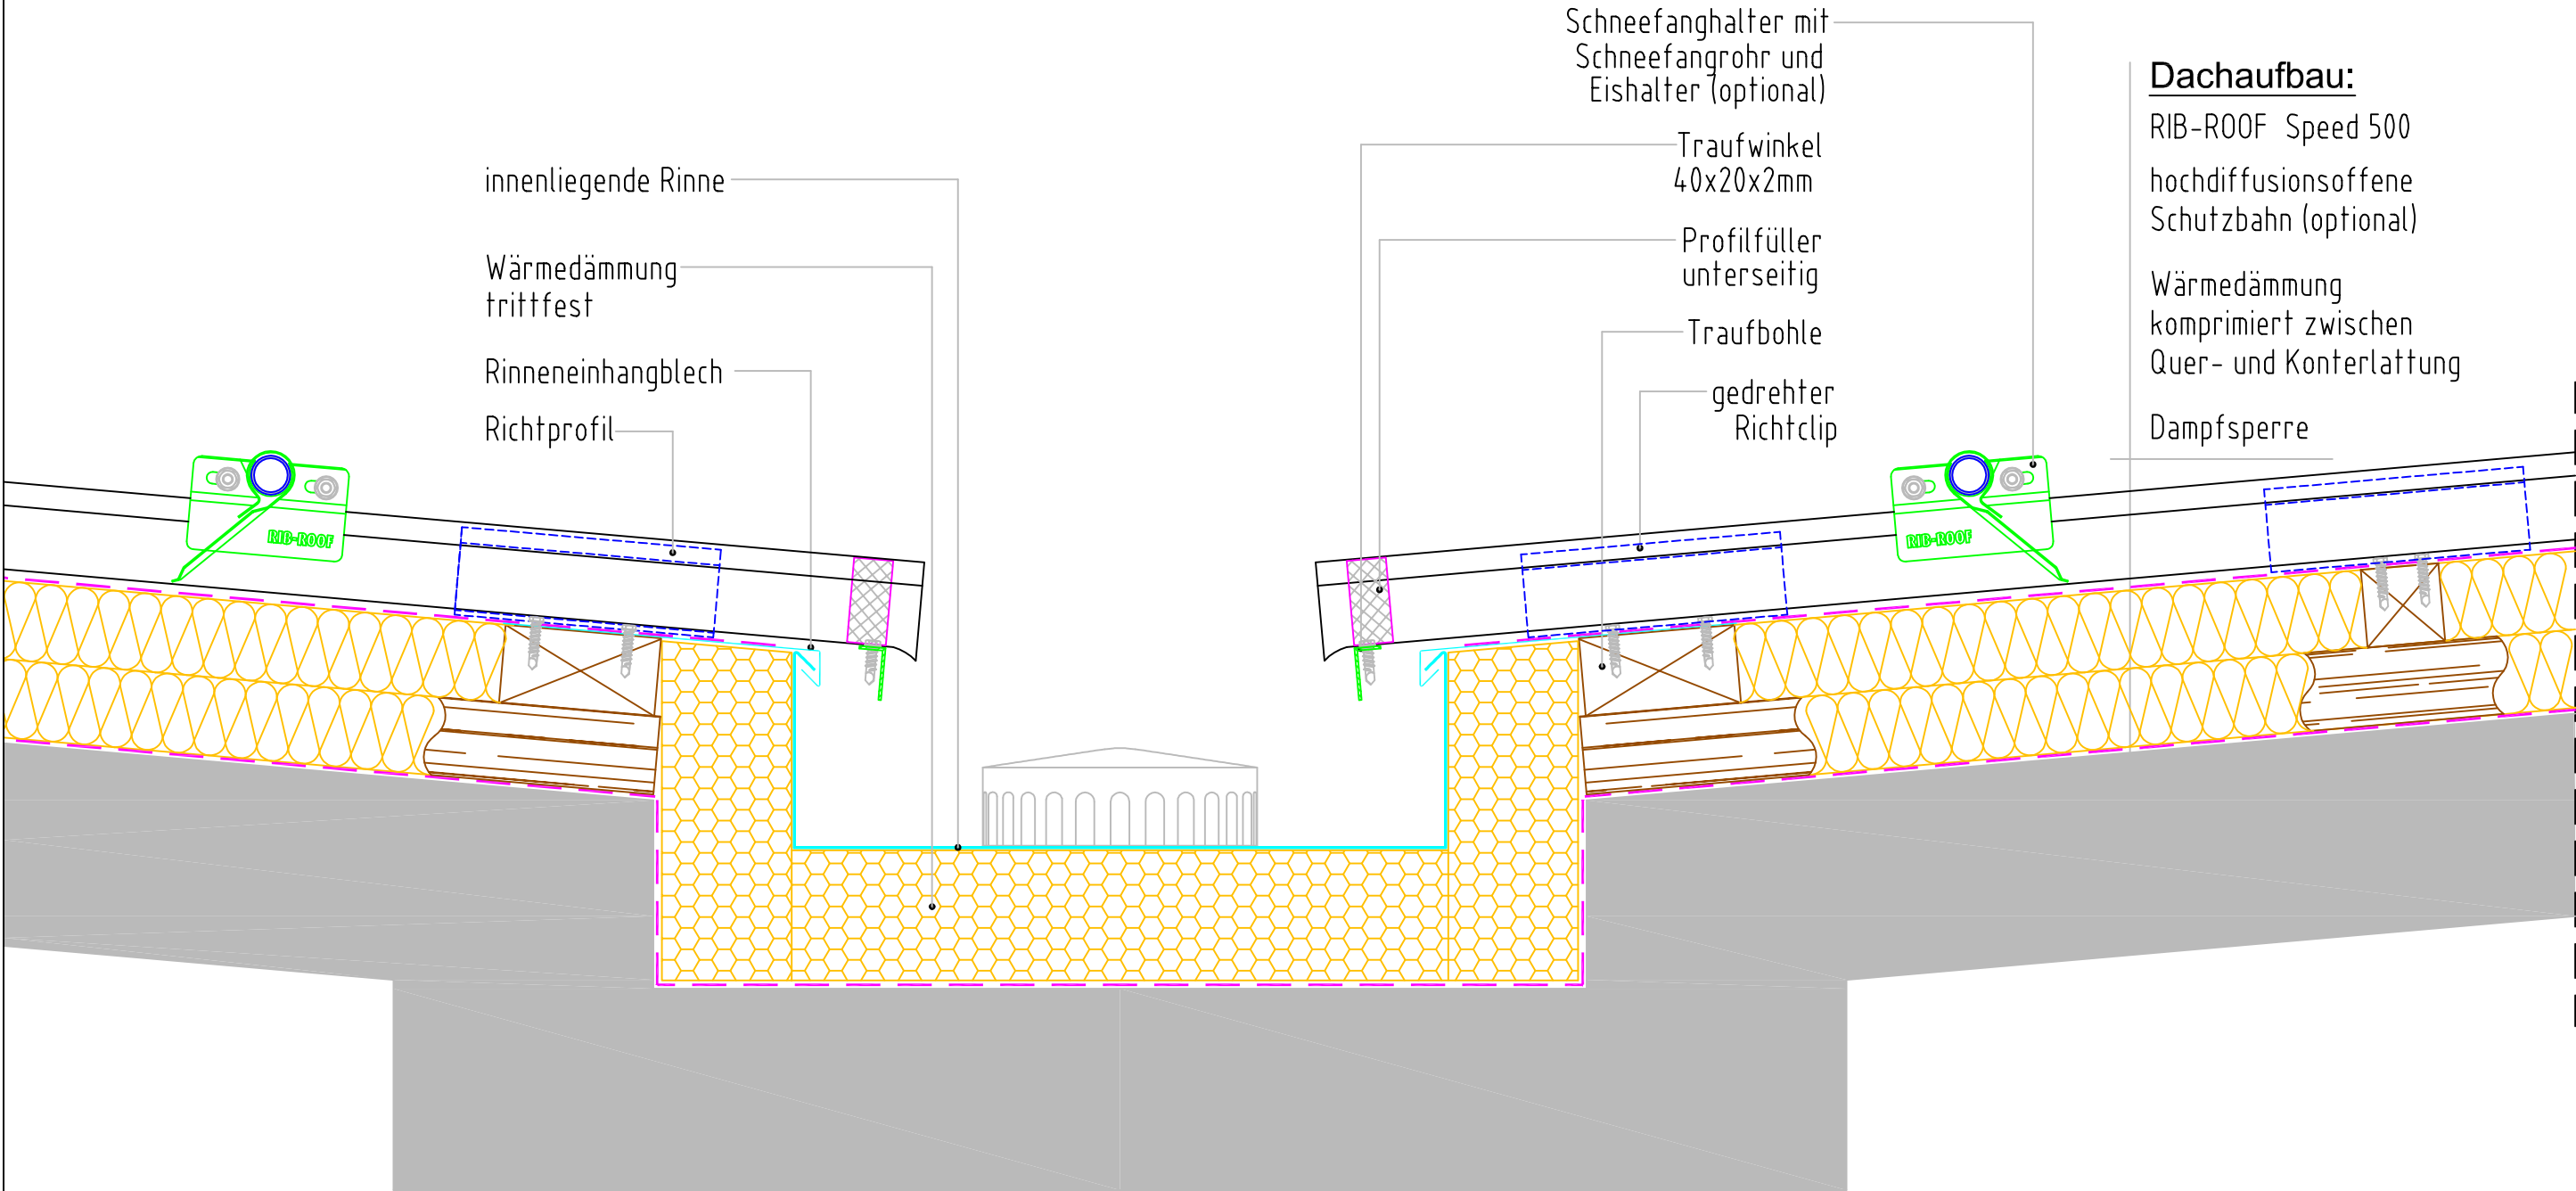 innenliegende Rinne
Wärmedämmung
trittfest
Rinneneinhangblech
Richtprofil
Schneefanghalter mit
Schneefangrohr und
Eishalter (optional)
Traufwinkel
40x20x2mm
Profilfüller
unterseitig
Traufbohle
gedrehter
Richtclip
Dachaufbau:
RIB-ROOF Speed 500
hochdiffusionsoffene
Schutzbahn (optional)
Wärmedämmung
komprimiert zwischen
Quer- und Konterlattung
Dampfsperre
RIB-ROOF
RIB-ROOF